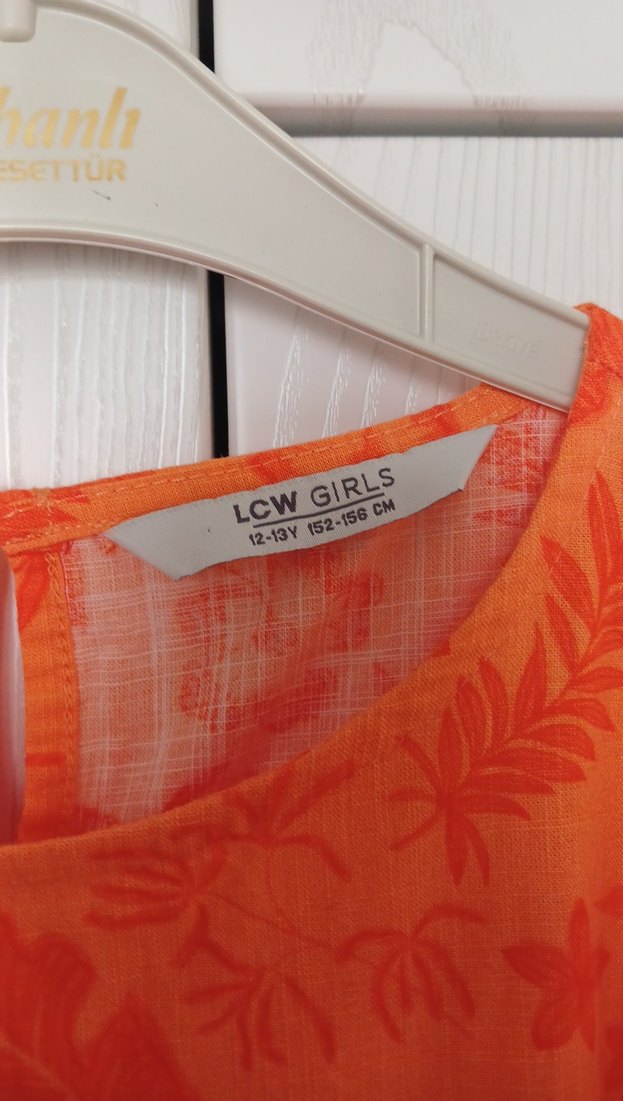 hanlı
ESETTÜR
TÜRKİYE
LCW GIRLS
12-13Y 152-156 CM